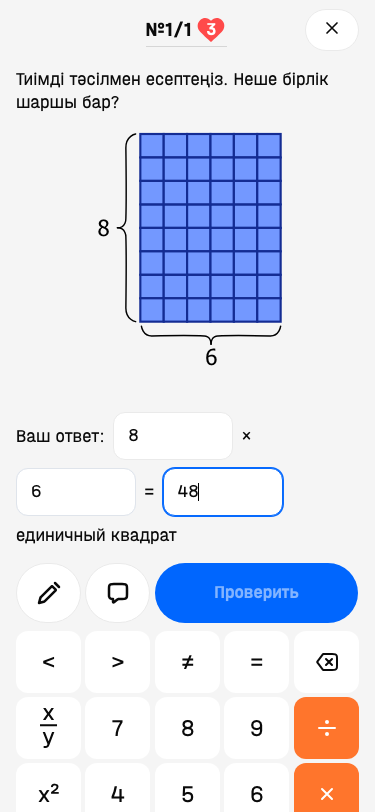 №1/1 3
Тиімді тәсілмен есептеңіз. Неше бірлік
шаршы бар?
8
6
Ваш ответ: 8 ×
6 = 48
единичный квадрат
Проверить
< > ≠ =
x/y 7 8 9 ÷
x² 4 5 6 ×